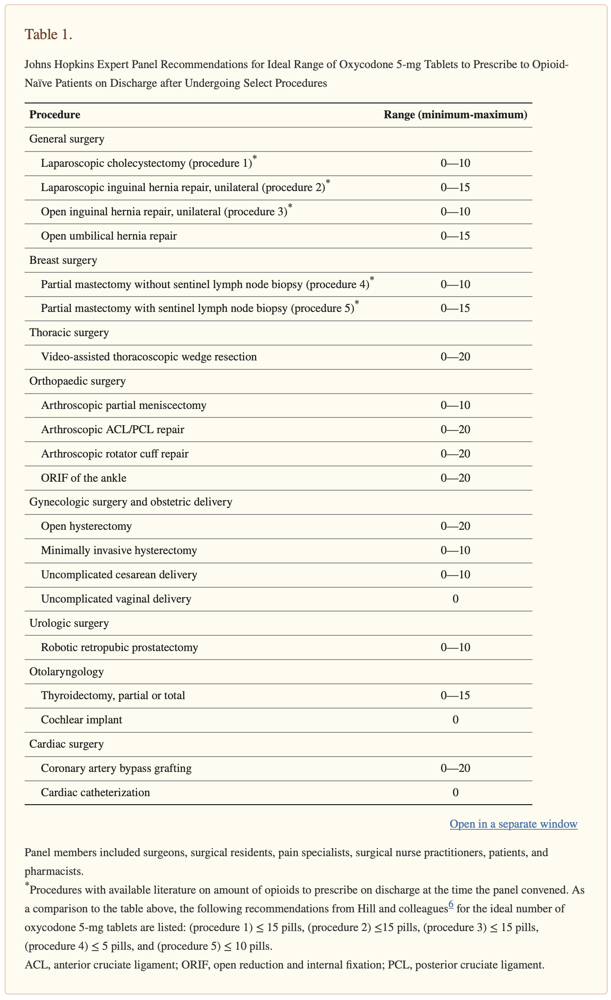 Table 1.
Johns Hopkins Expert Panel Recommendations for Ideal Range of Oxycodone 5-mg Tablets to Prescribe to Opioid-
Naïve Patients on Discharge after Undergoing Select Procedures
Procedure Range (minimum-maximum)
General surgery
Laparoscopic cholecystectomy (procedure 1)* 0—10
Laparoscopic inguinal hernia repair, unilateral (procedure 2)* 0—15
Open inguinal hernia repair, unilateral (procedure 3)* 0—10
Open umbilical hernia repair 0—15
Breast surgery
Partial mastectomy without sentinel lymph node biopsy (procedure 4)* 0—10
Partial mastectomy with sentinel lymph node biopsy (procedure 5)* 0—15
Thoracic surgery
Video-assisted thoracoscopic wedge resection 0—20
Orthopaedic surgery
Arthroscopic partial meniscectomy 0—10
Arthroscopic ACL/PCL repair 0—20
Arthroscopic rotator cuff repair 0—20
ORIF of the ankle 0—20
Gynecologic surgery and obstetric delivery
Open hysterectomy 0—20
Minimally invasive hysterectomy 0—10
Uncomplicated cesarean delivery 0—10
Uncomplicated vaginal delivery 0
Urologic surgery
Robotic retropubic prostatectomy 0—10
Otolaryngology
Thyroidectomy, partial or total 0—15
Cochlear implant 0
Cardiac surgery
Coronary artery bypass grafting 0—20
Cardiac catheterization 0
Open in a separate window
Panel members included surgeons, surgical residents, pain specialists, surgical nurse practitioners, patients, and
pharmacists.
*Procedures with available literature on amount of opioids to prescribe on discharge at the time the panel convened. As
a comparison to the table above, the following recommendations from Hill and colleagues6 for the ideal number of
oxycodone 5-mg tablets are listed: (procedure 1) ≤ 15 pills, (procedure 2) ≤15 pills, (procedure 3) ≤ 15 pills,
(procedure 4) ≤ 5 pills, and (procedure 5) ≤ 10 pills.
ACL, anterior cruciate ligament; ORIF, open reduction and internal fixation; PCL, posterior cruciate ligament.